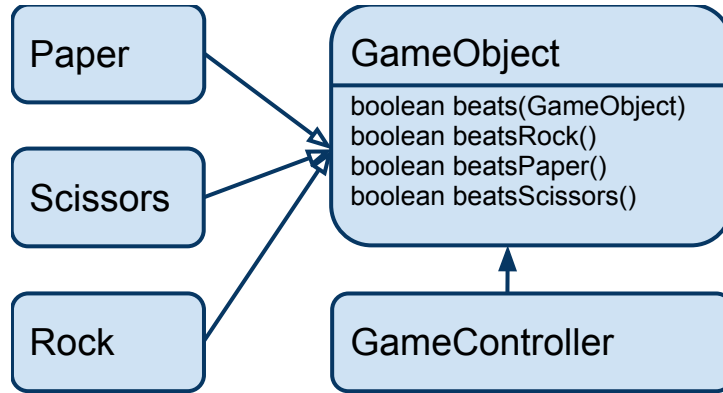 Paper
Scissors
Rock
GameObject
boolean beats(GameObject)
boolean beatsRock()
boolean beatsPaper()
boolean beatsScissors()
GameController